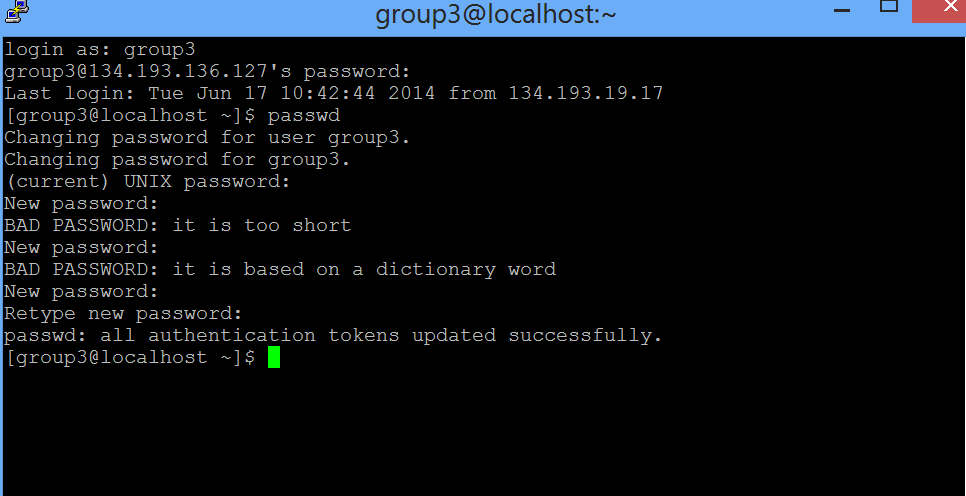 group3@localhost:~
login as: group3
group3@134.193.136.127's password:
Last login: Tue Jun 17 10:42:44 2014 from 134.193.19.17
[group3@localhost ~]$ passwd
Changing password for user group3.
Changing password for group3.
(current) UNIX password:
New password:
BAD PASSWORD: it is too short
New password:
BAD PASSWORD: it is based on a dictionary word
New password:
Retype new password:
passwd: all authentication tokens updated successfully.
[group3@localhost ~]$